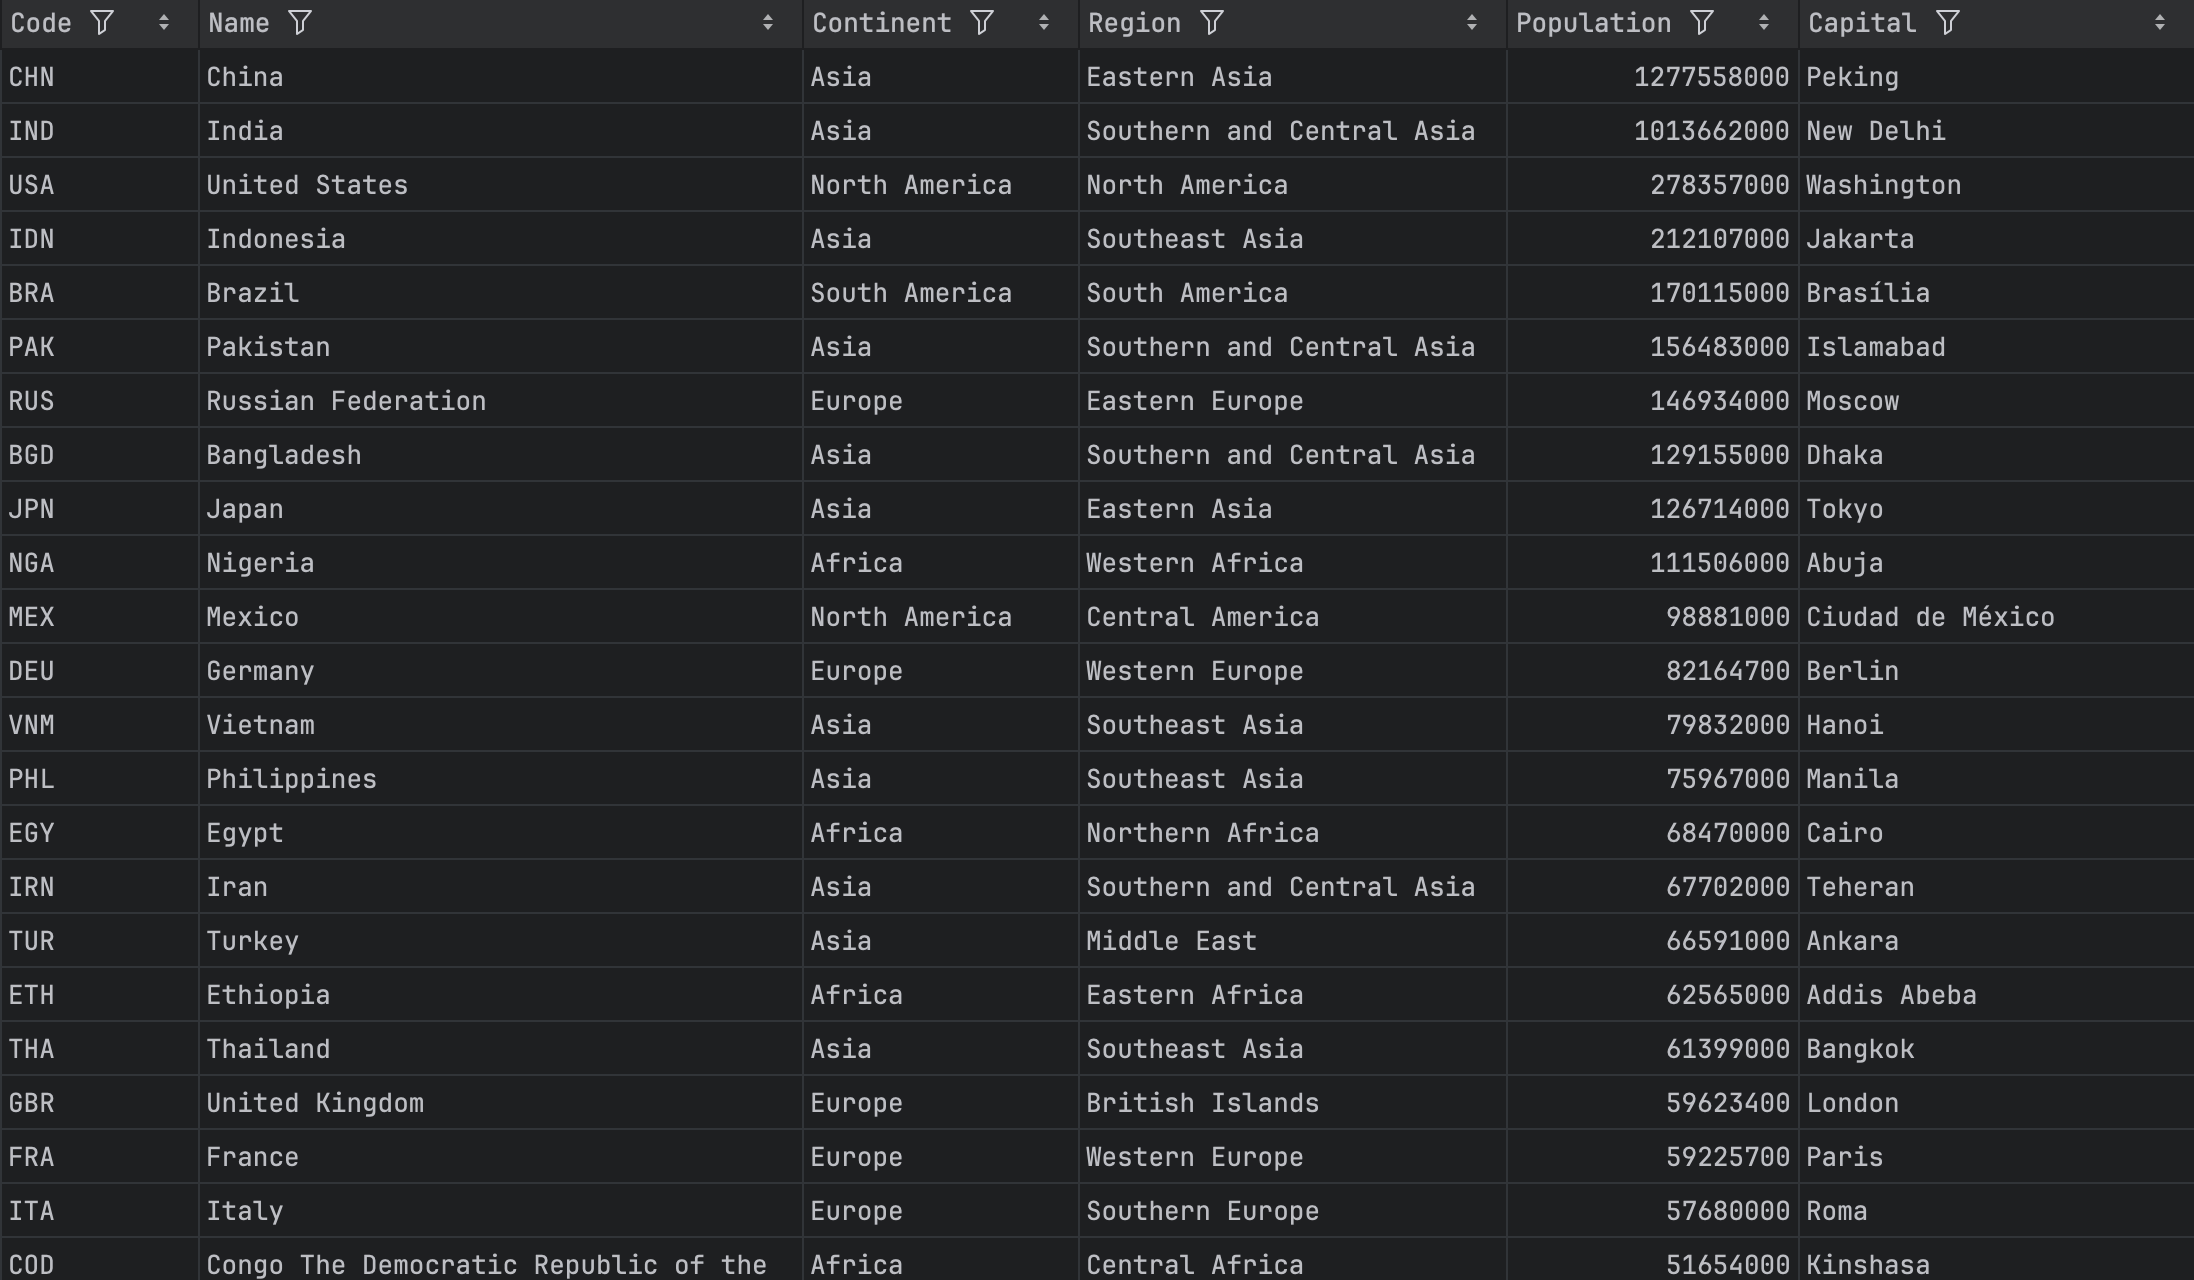 Code Name Continent Region Population Capital
CHN China Asia Eastern Asia 1277558000 Peking
IND India Asia Southern and Central Asia 1013662000 New Delhi
USA United States North America North America 278357000 Washington
IDN Indonesia Asia Southeast Asia 212107000 Jakarta
BRA Brazil South America South America 170115000 Brasília
PAK Pakistan Asia Southern and Central Asia 156483000 Islamabad
RUS Russian Federation Europe Eastern Europe 146934000 Moscow
BGD Bangladesh Asia Southern and Central Asia 129155000 Dhaka
JPN Japan Asia Eastern Asia 126714000 Tokyo
NGA Nigeria Africa Western Africa 111506000 Abuja
MEX Mexico North America Central America 98881000 Ciudad de México
DEU Germany Europe Western Europe 82164700 Berlin
VNM Vietnam Asia Southeast Asia 79832000 Hanoi
PHL Philippines Asia Southeast Asia 75967000 Manila
EGY Egypt Africa Northern Africa 68470000 Cairo
IRN Iran Asia Southern and Central Asia 67702000 Teheran
TUR Turkey Asia Middle East 66591000 Ankara
ETH Ethiopia Africa Eastern Africa 62565000 Addis Abeba
THA Thailand Asia Southeast Asia 61399000 Bangkok
GBR United Kingdom Europe British Islands 59623400 London
FRA France Europe Western Europe 59225700 Paris
ITA Italy Europe Southern Europe 57680000 Roma
COD Congo The Democratic Republic of the Africa Central Africa 51654000 Kinshasa